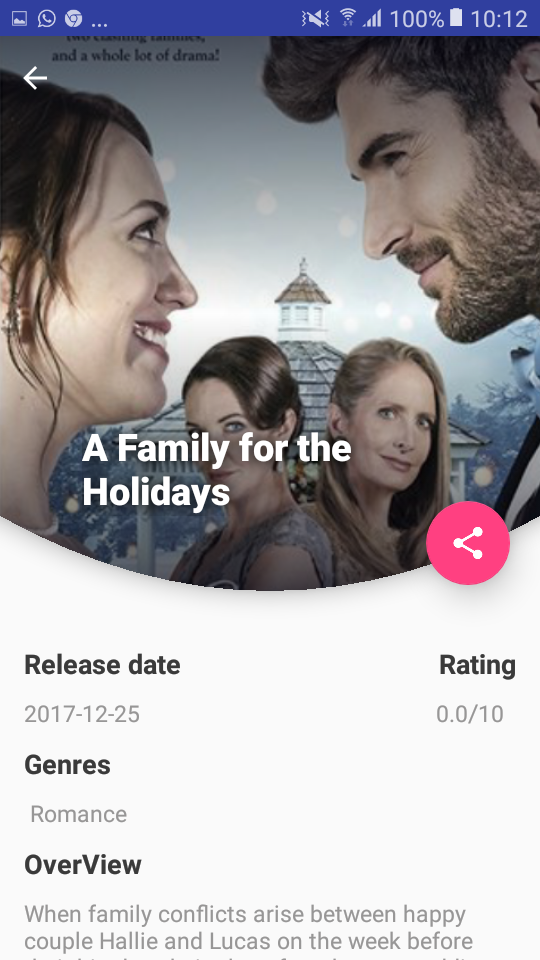 ... 100% 10:12
two clashing families,
and a whole lot of drama!
A Family for the
Holidays
Release date Rating
2017-12-25 0.0/10
Genres
Romance
OverView
When family conflicts arise between happy
couple Hallie and Lucas on the week before